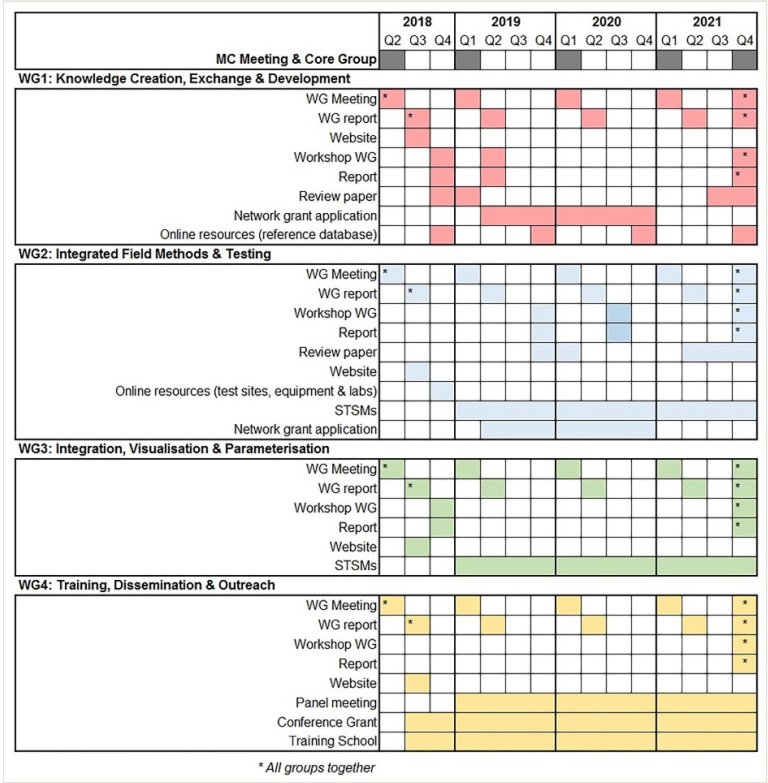 2018 2019 2020 2021
Q2 Q3 Q4 Q1 Q2 Q3 Q4 Q1 Q2 Q3 Q4 Q1 Q2 Q3 Q4
MC Meeting & Core Group
WG1: Knowledge Creation, Exchange & Development
WG Meeting * *
WG report * *
Website
Workshop WG *
Report *
Review paper
Network grant application
Online resources (reference database)
WG2: Integrated Field Methods & Testing
WG Meeting * *
WG report * *
Workshop WG *
Report *
Review paper
Website
Online resources (test sites, equipment & labs)
STSMs
Network grant application
WG3: Integration, Visualisation & Parameterisation
WG Meeting * *
WG report * *
Workshop WG *
Report *
Website
STSMs
WG4: Training, Dissemination & Outreach
WG Meeting * *
WG report * *
Workshop WG *
Report *
Website
Panel meeting
Conference Grant
Training School
* All groups together